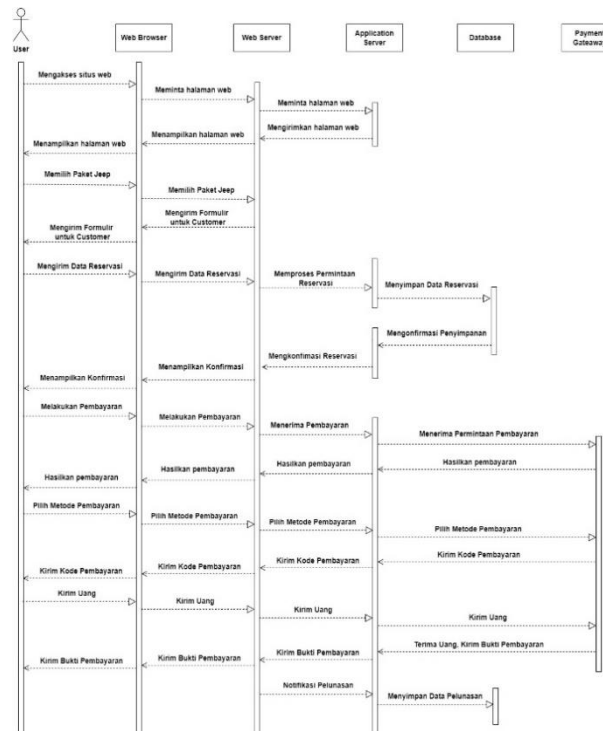 User
Web Browser
Web Server
Application
Server
Database
Payment
Mengakses situs web
Meminta halaman web
Meminta halaman web
Mengirimkan halaman web
Menampilkan halaman web
Menampilkan halaman web
Memilih Paket Jeep
Memilih Paket Jeep
Mengirim Formulir
untuk Customer
Mengirim Formulir
untuk Customer
Mengirim Data Reservasi
Mengirim Data Reservasi
Memproses Permintaan
Reservasi
Menyimpan Data Reservasi
Mengonfirmasi Penyimpanan
Mengkonfimasi Reservasi
Menampilkan Konfirmasi
Menampilkan Konfirmasi
Melakukan Pembayaran
Melakukan Pembayaran
Menerima Pembayaran
Menerima Permintaan Pembayaran
Hasilkan pembayaran
Hasilkan pembayaran
Hasilkan pembayaran
Hasilkan pembayaran
Pilih Metode Pembayaran
Pilih Metode Pembayaran
Pilih Metode Pembayaran
Pilih Metode Pembayaran
Kirim Kode Pembayaran
Kirim Kode Pembayaran
Kirim Kode Pembayaran
Kirim Kode Pembayaran
Kirim Uang
Kirim Uang
Kirim Uang
Kirim Uang
Terima Uang, Kirim Bukti Pembayaran
Kirim Bukti Pembayaran
Kirim Bukti Pembayaran
Kirim Bukti Pembayaran
Notifikasi Pelunasan
Menyimpan Data Pelunasan